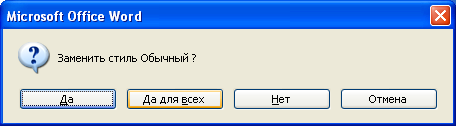 Microsoft Office Word
Заменить стиль Обычный ?
Да
Да для всех
Нет
Отмена